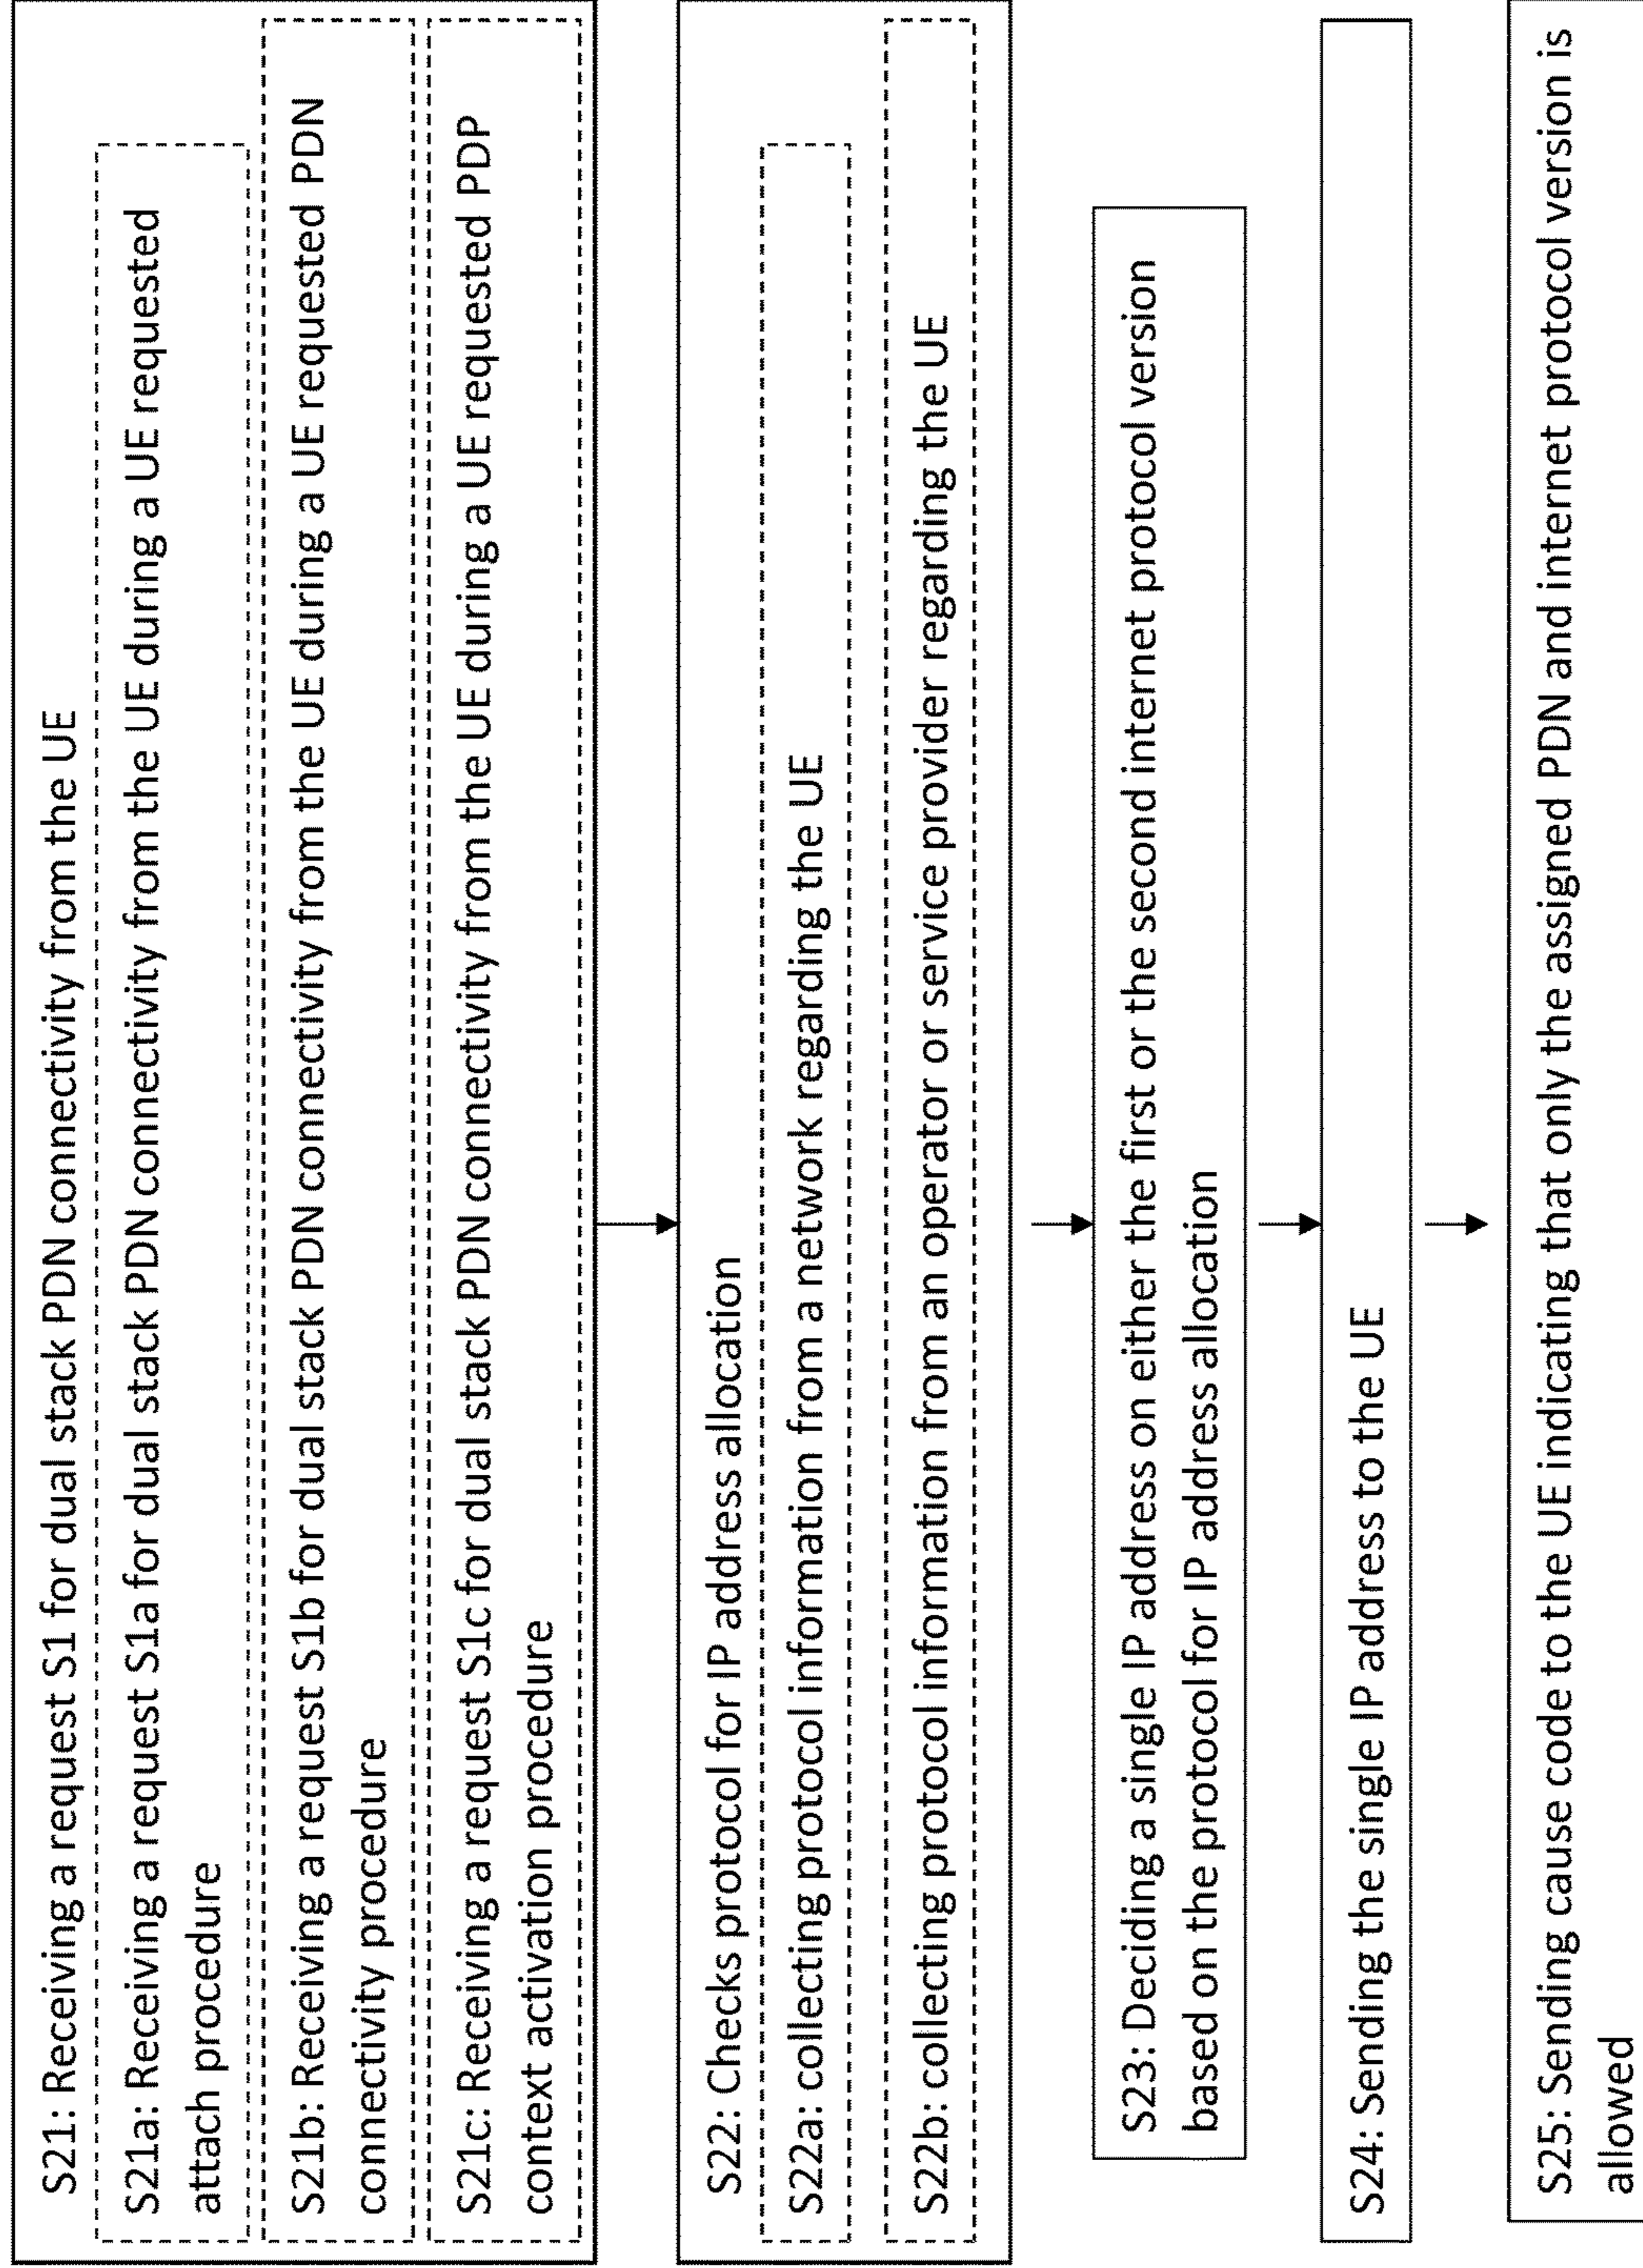 S21: Receiving a request S1 for dual stack PDN connectivity from the UE
S21a: Receiving a request S1a for dual stack PDN connectivity from the UE during a UE requested
attach procedure
S21b: Receiving a request S1b for dual stack PDN connectivity from the UE during a UE requested PDN
connectivity procedure
S21c: Receiving a request S1c for dual stack PDN connectivity from the UE during a UE requested PDP
context activation procedure
S22: Checks protocol for IP address allocation
S22a: collecting protocol information from a network regarding the UE
S22b: collecting protocol information from an operator or service provider regarding the UE
S23: Deciding a single IP address on either the first or the second internet protocol version
based on the protocol for IP address allocation
S24: Sending the single IP address to the UE
S25: Sending cause code to the UE indicating that only the assigned PDN and internet protocol version is
allowed